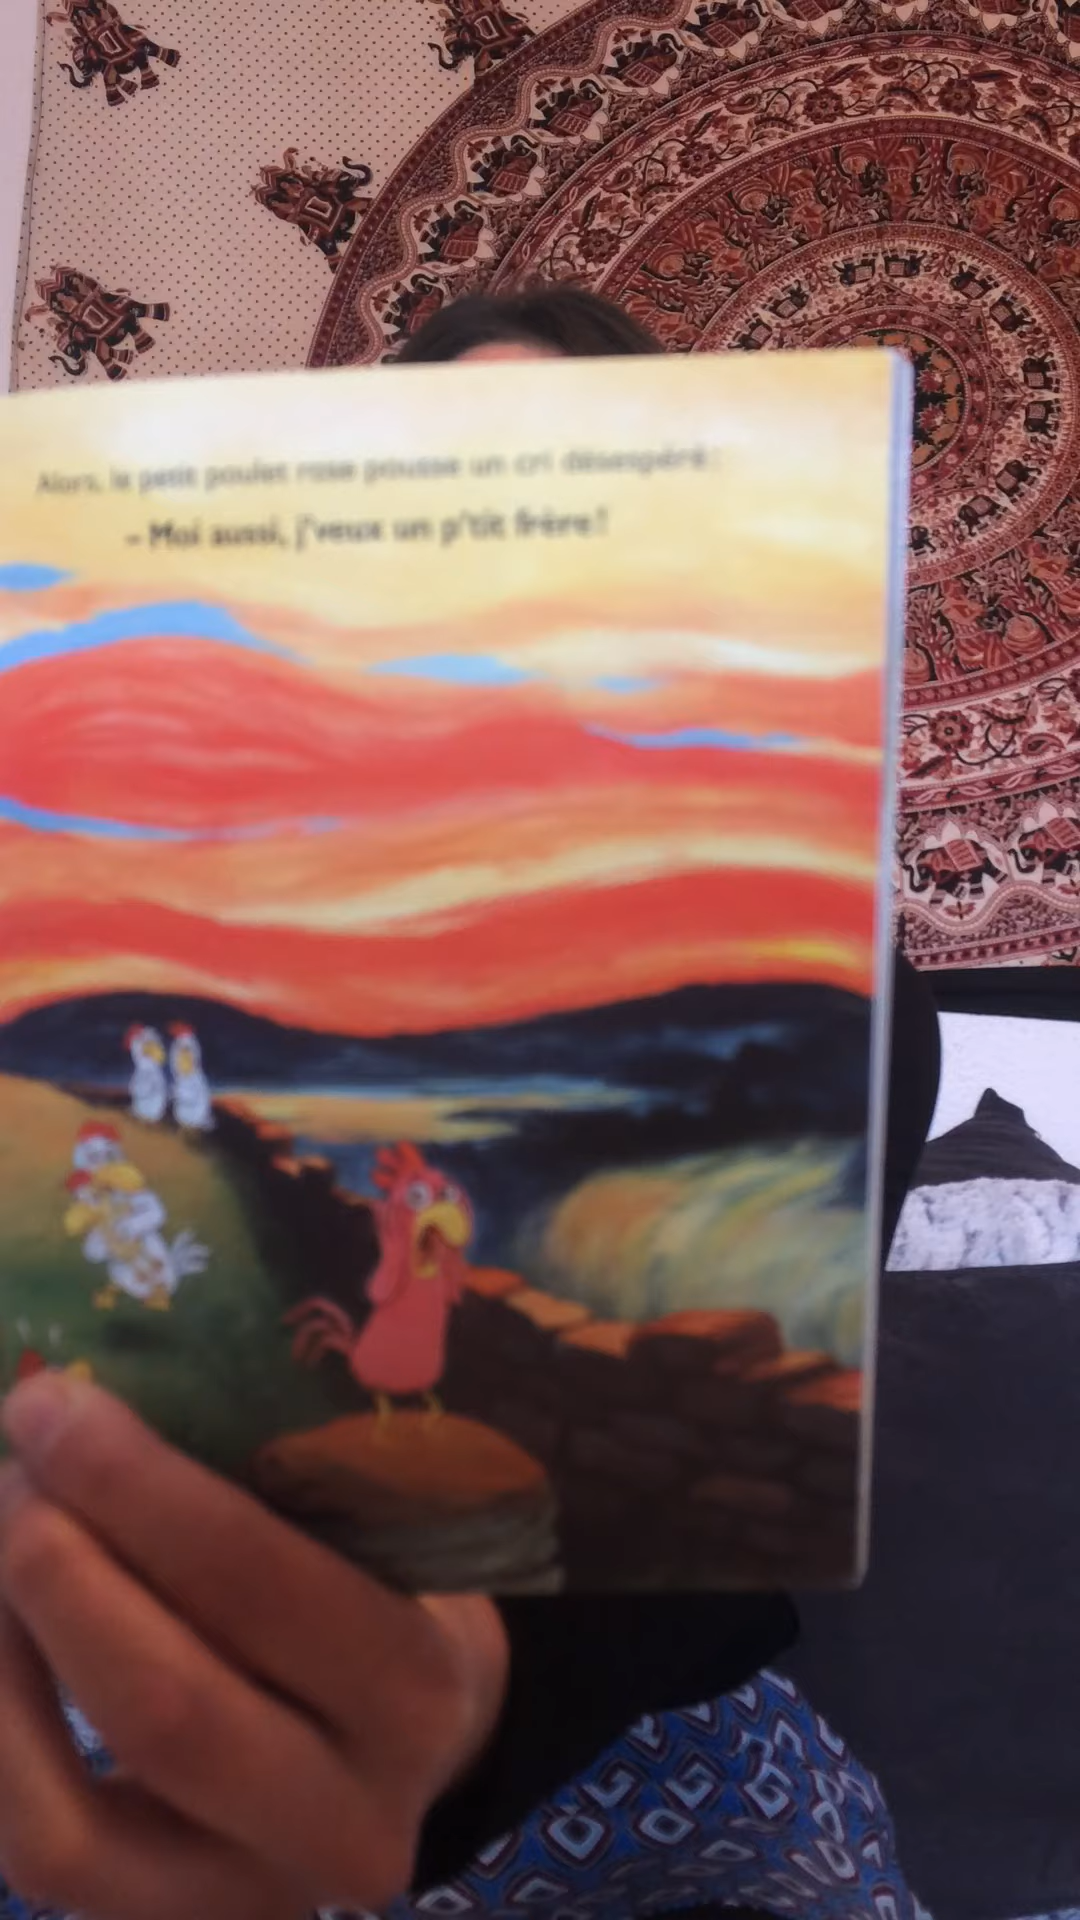 Alors, le petit poulet rose pousse un cri désespéré :
– Moi aussi, j'veux un p'tit frère !